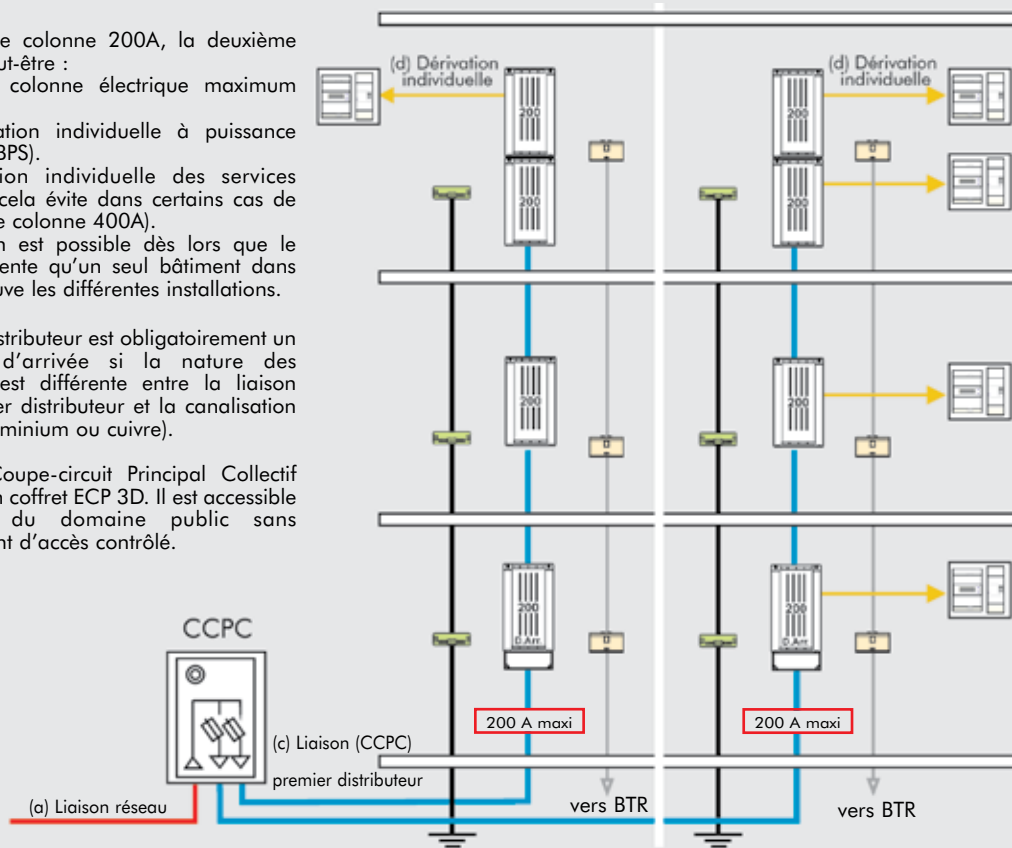 e colonne 200A, la deuxième
ut-être :
colonne électrique maximum
ation individuelle à puissance
BPS).
ion individuelle des services
cela évite dans certains cas de
e colonne 400A).
n est possible dès lors que le
ente qu'un seul bâtiment dans
uve les différentes installations.
stributeur est obligatoirement un
d'arrivée si la nature des
est différente entre la liaison
er distributeur et la canalisation
minium ou cuivre).
Coupe-circuit Principal Collectif
n coffret ECP 3D. Il est accessible
du domaine public sans
nt d'accès contrôlé.
(d) Dérivation
individuelle
200
200
200
200
D.Arr.
200 A maxi
vers BTR
(d) Dérivation
individuelle
200
200
200
200
D.Arr.
200 A maxi
vers BTR
CCPC
(c) Liaison (CCPC)
premier distributeur
(a) Liaison réseau